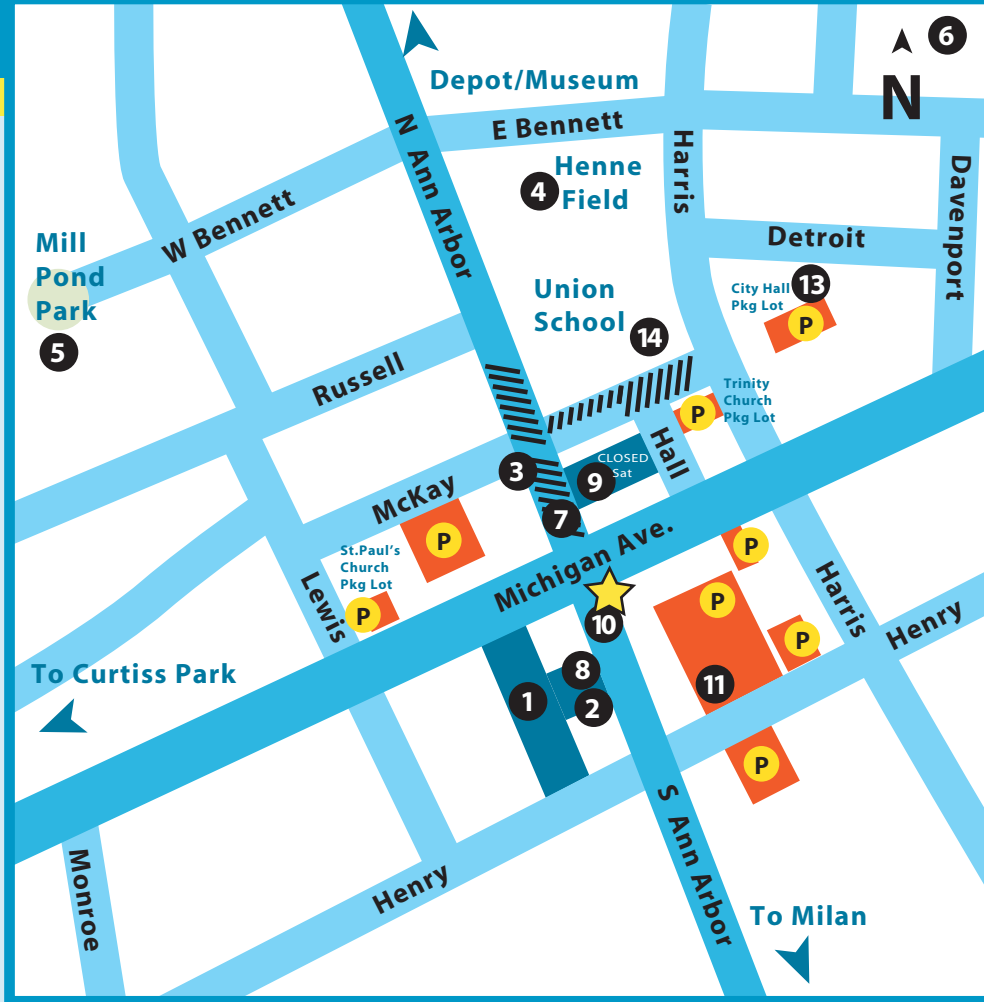 6
N
Depot/Museum
N Ann Arbor
E Bennett
Harris
Davenport
Henne
Field
4
W Bennett
Detroit
Mill
Pond
Park
5
Union
School
14
City Hall
Pkg Lot
13
P
Russell
Trinity
Church
Pkg Lot
P
Hall
CLOSED
Sat
9
3
7
McKay
P
St.Paul's
Church
Pkg Lot
P
Lewis
Michigan Ave.
P
P
10
Harris
Henry
P
To Curtiss Park
8
1
2
11
P
S Ann Arbor
Monroe
Henry
To Milan